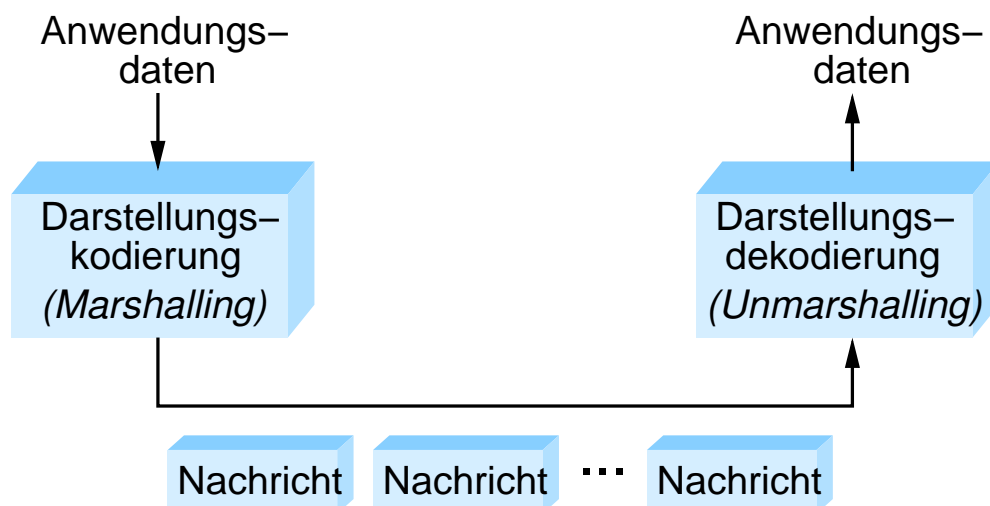 Anwendungs–
daten
Anwendungs–
daten
Darstellungs–
kodierung
(Marshalling)
Darstellungs–
dekodierung
(Unmarshalling)
Nachricht Nachricht ... Nachricht